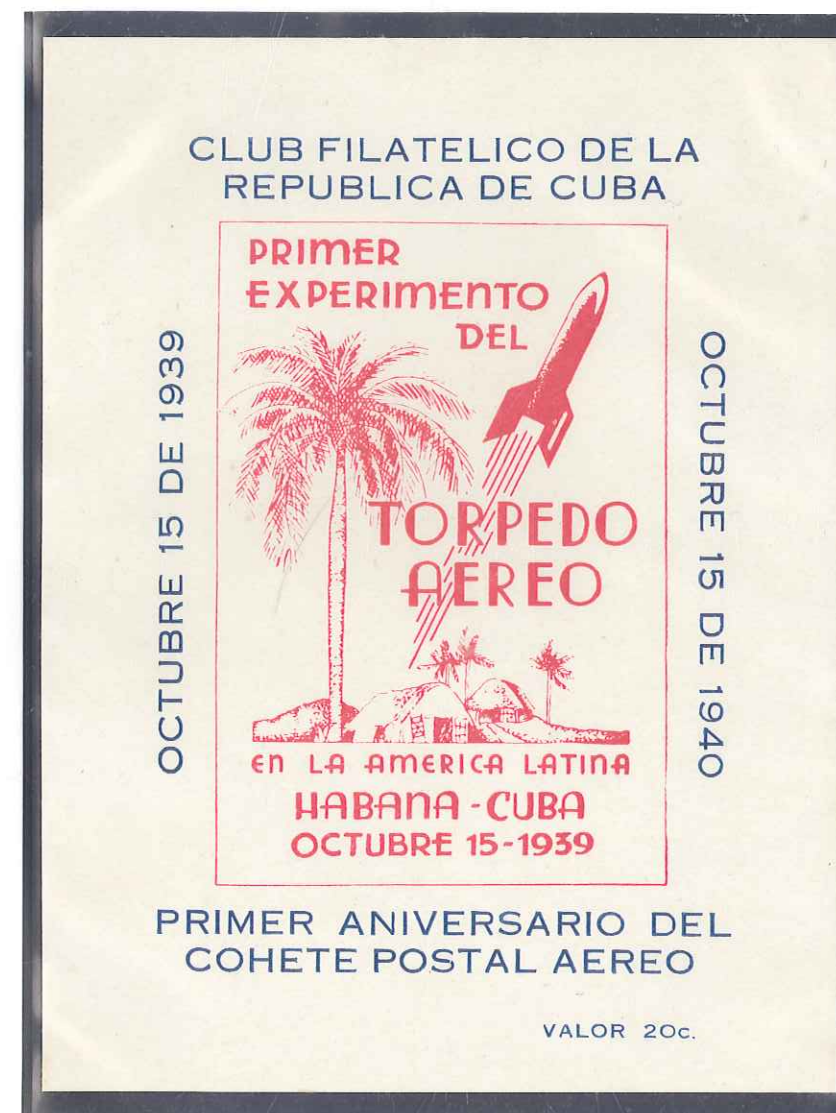 CLUB FILATELICO DE LA
REPUBLICA DE CUBA
OCTUBRE 15 DE 1939
PRIMER
EXPERIMENTO
DEL
TORPEDO
AEREO
EN LA AMERICA LATINA
HABANA-CUBA
OCTUBRE 15-1939
OCTUBRE 15 DE 1940
PRIMER ANIVERSARIO DEL
COHETE POSTAL AEREO
VALOR 20c.